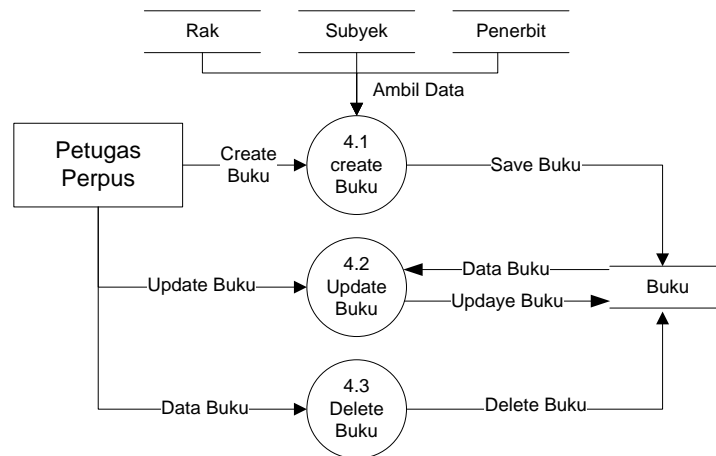 Rak
Subyek
Penerbit
Ambil Data
Petugas
Perpus
Create
Buku
4.1
create
Buku
Save Buku
Update Buku
4.2
Update
Buku
Data Buku
Updaye Buku
Buku
Data Buku
4.3
Delete
Buku
Delete Buku